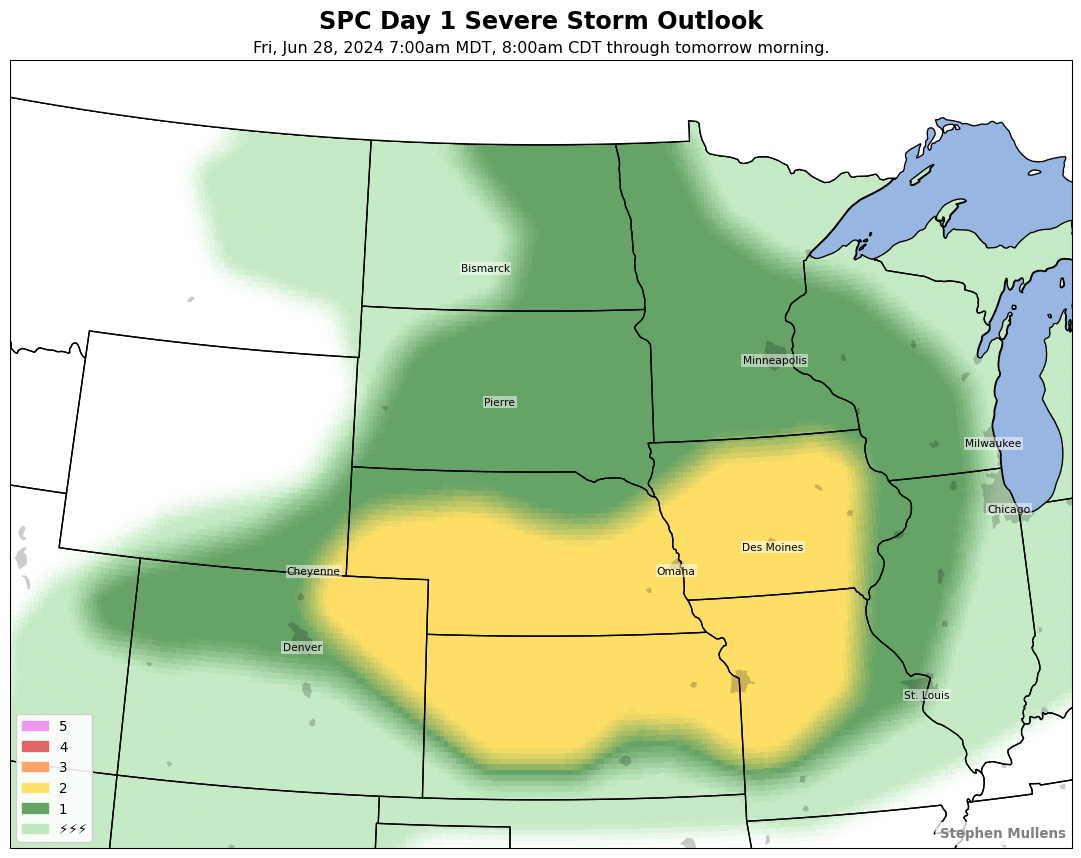 SPC Day 1 Severe Storm Outlook
Fri, Jun 28, 2024 7:00am MDT, 8:00am CDT through tomorrow morning.
Bismarck
Minneapolis
Pierre
Milwaukee
Chicago
Des Moines
Cheyenne
Omaha
Denver
St. Louis
5
4
3
2
1
⚡⚡⚡
Stephen Mullens